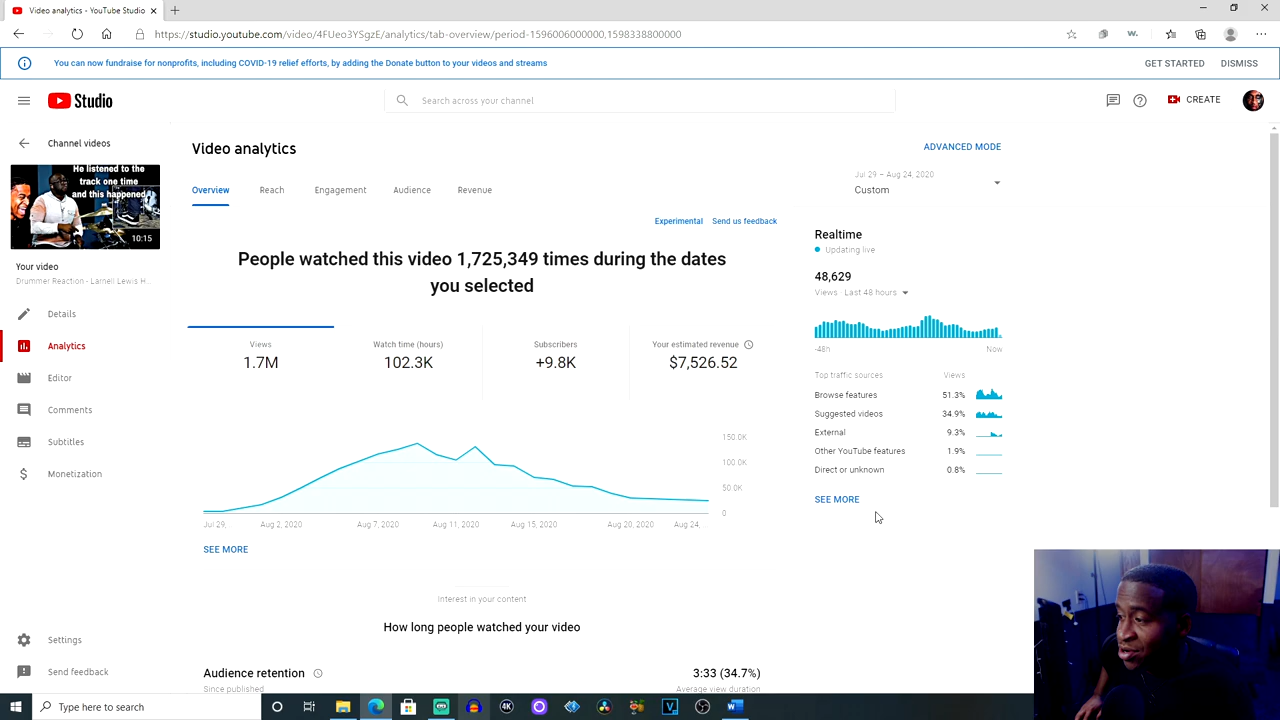 Video analytics - YouTube Studio
https://studio.youtube.com/video/4FUeo3YSgzE/analytics/tab-overview/period-1596006000000,1598338800000
You can now fundraise for nonprofits, including COVID-19 relief efforts, by adding the Donate button to your videos and streams
GET STARTED
DISMISS
Studio
Search across your channel
CREATE
Channel videos
He listened to the
track one time
and this happened
10:15
Your video
Drummer Reaction - Larnell Lewis H...
Details
Analytics
Editor
Comments
Subtitles
Monetization
Settings
Send feedback
Video analytics
ADVANCED MODE
Overview
Reach
Engagement
Audience
Revenue
Jul 29 – Aug 24, 2020
Custom
Experimental
Send us feedback
People watched this video 1,725,349 times during the dates
you selected
Views
1.7M
Watch time (hours)
102.3K
Subscribers
+9.8K
Your estimated revenue
$7,526.52
150.0K
100.0K
50.0K
0
Jul 29,
Aug 2, 2020
Aug 7, 2020
Aug 11, 2020
Aug 15, 2020
Aug 20, 2020
Aug 24,...
SEE MORE
Interest in your content
How long people watched your video
Audience retention
Since published
3:33 (34.7%)
Average view duration
Realtime
Updating live
48,629
Views · Last 48 hours
-48h
Now
Top traffic sources
Views
Browse features
51.3%
Suggested videos
34.9%
External
9.3%
Other YouTube features
1.9%
Direct or unknown
0.8%
SEE MORE
Type here to search
4K
V
W